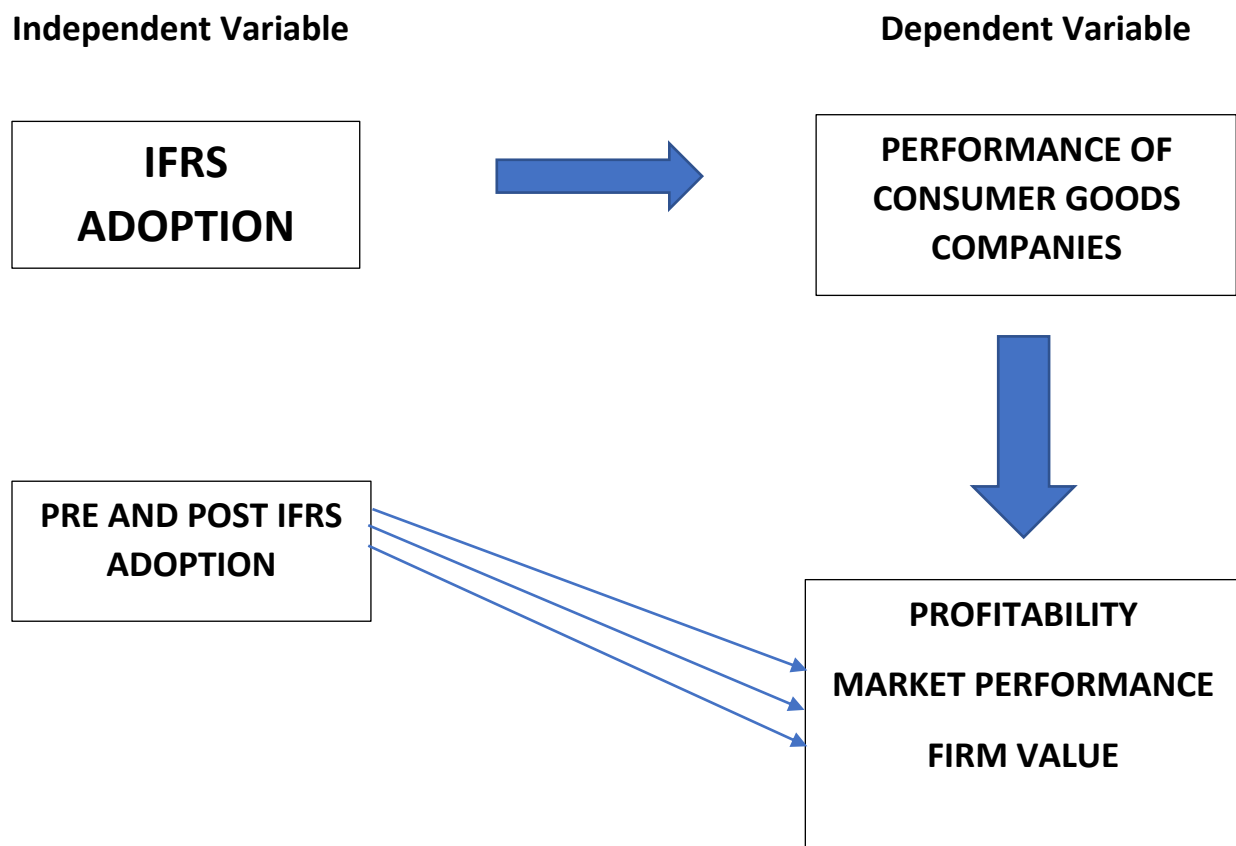 Independent Variable
Dependent Variable
IFRS
ADOPTION
PERFORMANCE OF
CONSUMER GOODS
COMPANIES
PRE AND POST IFRS
ADOPTION
PROFITABILITY
MARKET PERFORMANCE
FIRM VALUE